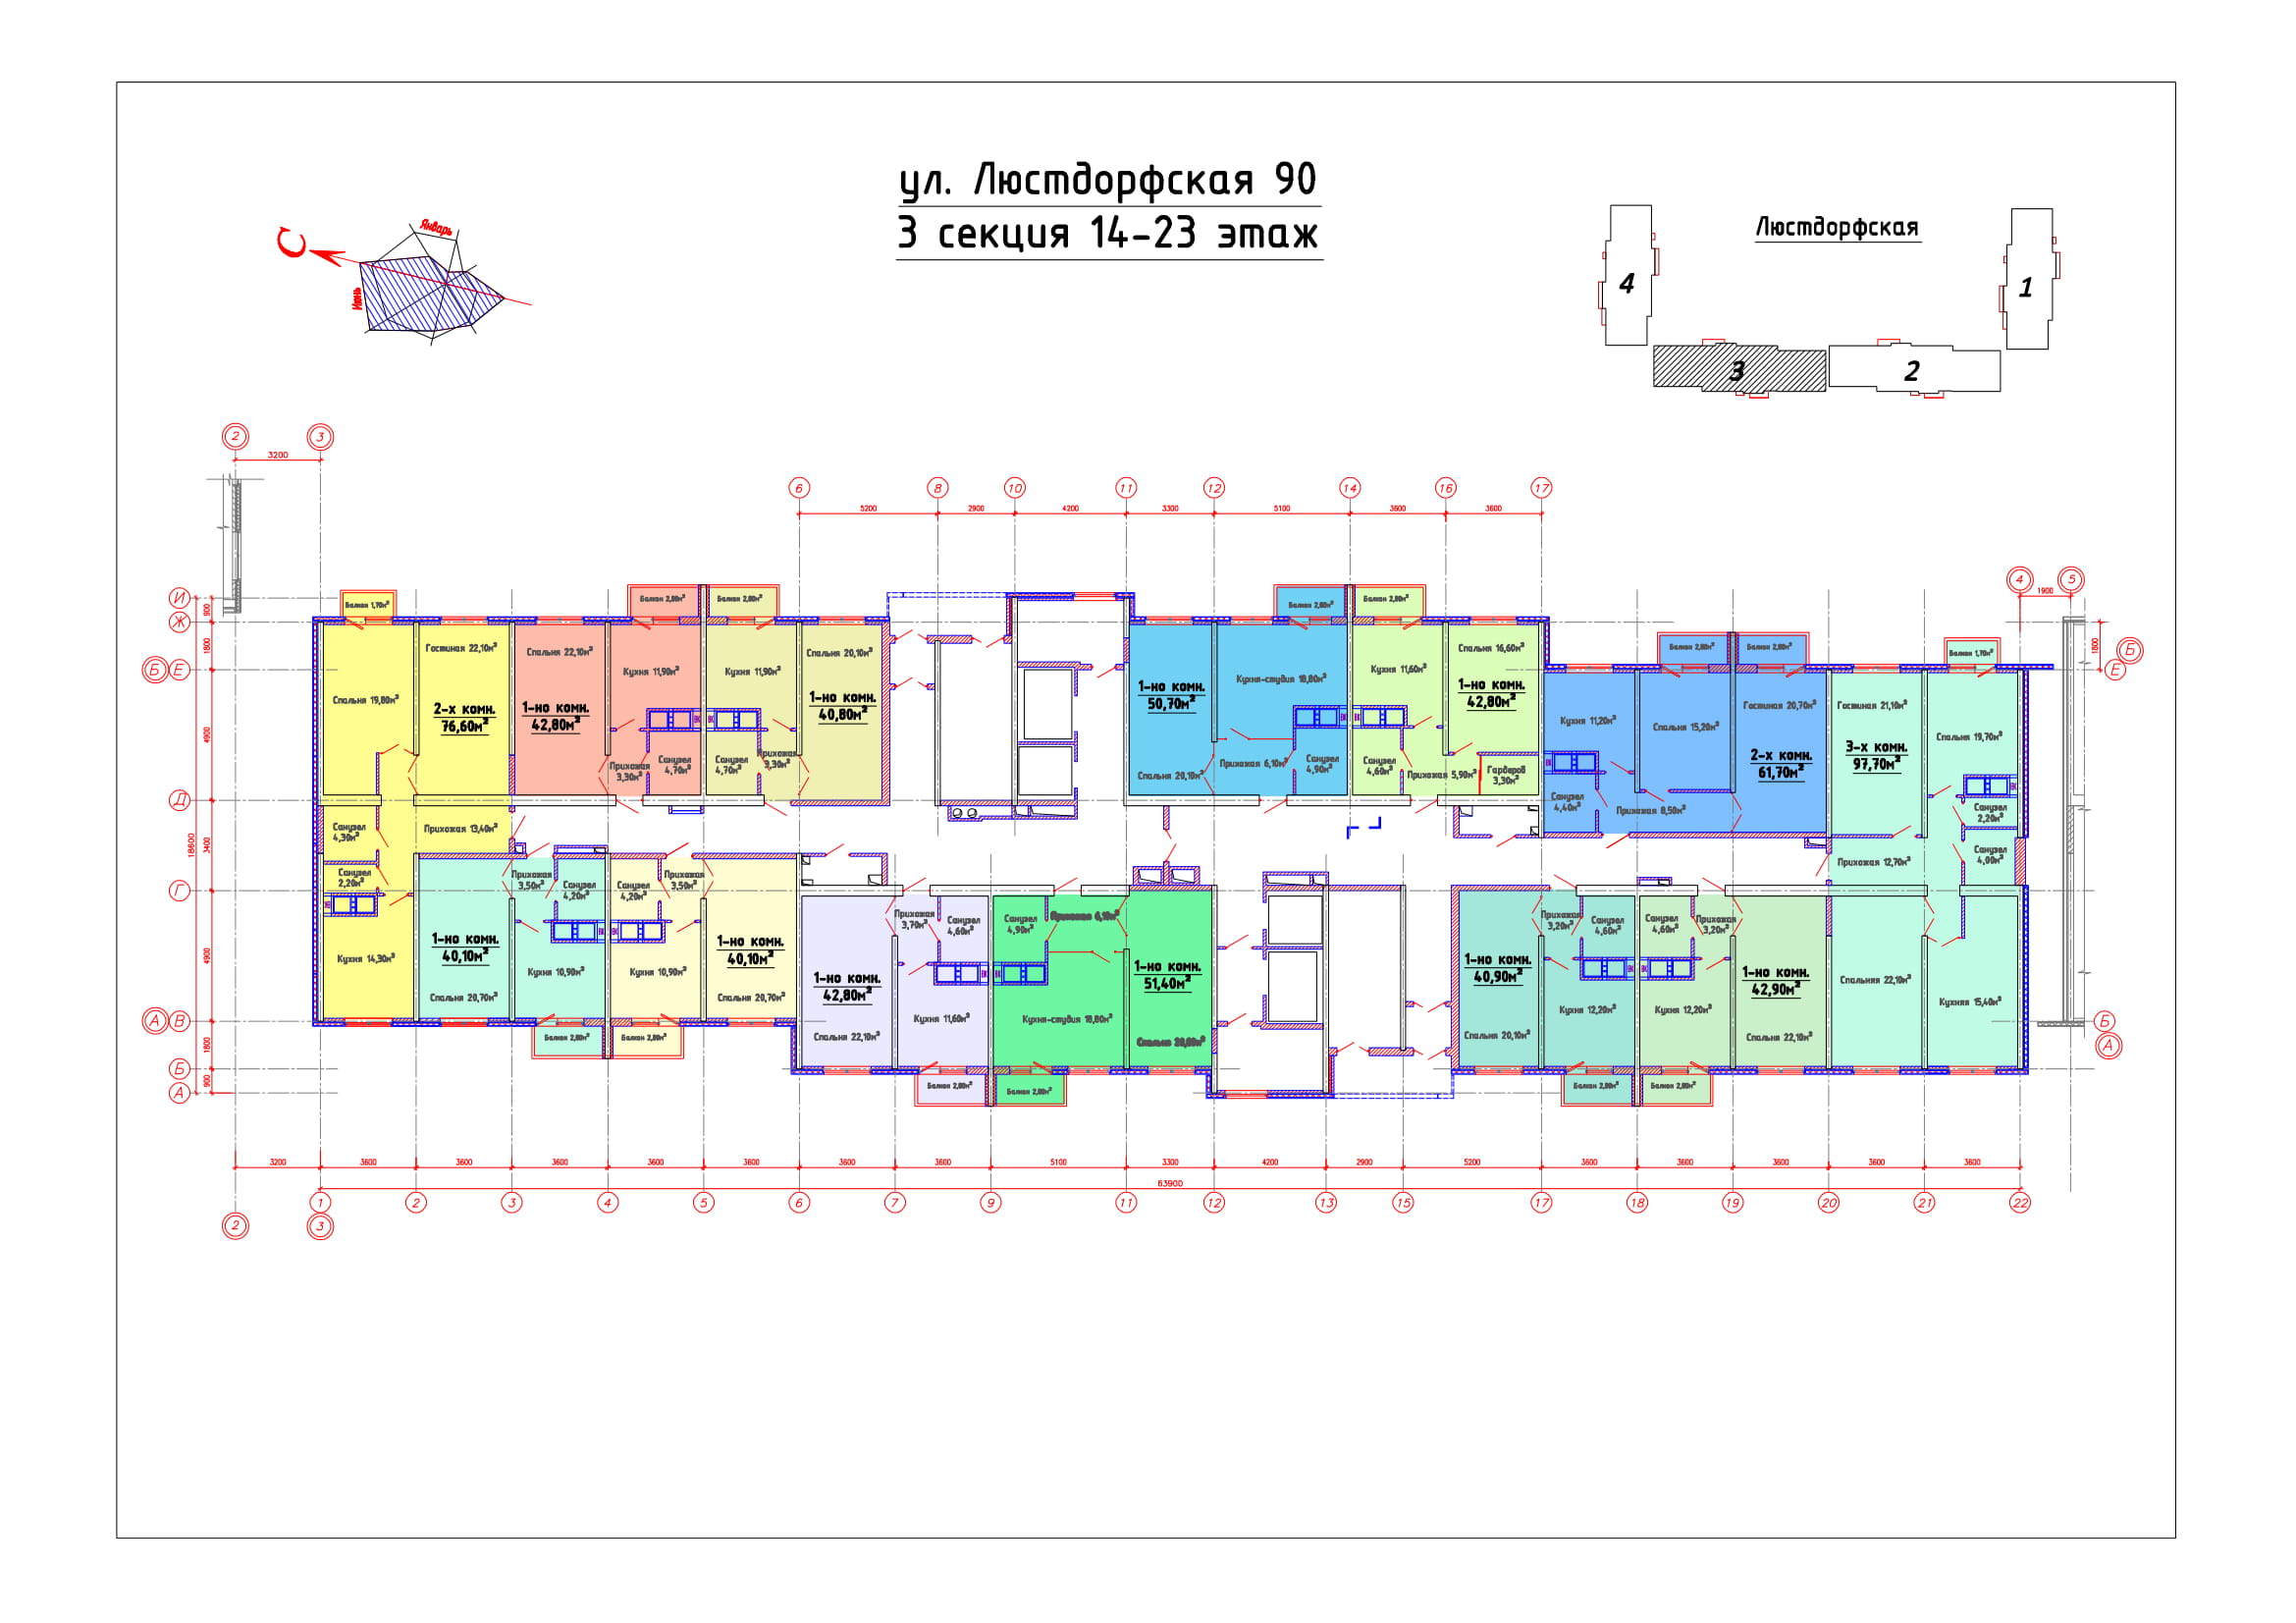 ул. Люстдорфская 90
3 секция 14-23 этаж
С
Январь
Июнь
Люстдорфская
4
1
3
2
2
3
3200
6
8
10
11
12
14
16
17
5200
2900
4200
3300
5100
3600
3600
4
5
1900
И
Ж
Б
Е
Д
Г
А
В
Б
А
900
1800
4900
3400
4900
1800
900
18600
1800
Б
Е
Б
А
Балкон 1,70м²
Спальня 19,80м²
Гостиная 22,10м²
2-х комн.
76,60м²
Санузел
4,30м²
Прихожая 13,40м²
Санузел
2,20м²
Кухня 14,30м²
Спальня 22,10м²
1-но комн.
42,80м²
Балкон 2,80м²
Кухня 11,90м²
Прихожая
3,30м²
Санузел
4,70м²
Балкон 2,80м²
Кухня 11,90м²
Санузел
4,70м²
Прихожая
3,30м²
Спальня 20,10м²
1-но комн.
40,80м²
1-но комн.
50,70м²
Спальня 20,10м²
Балкон 2,80м²
Кухня-студия 18,80м²
Прихожая 6,10м²
Санузел
4,90м²
Балкон 2,80м²
Кухня 11,60м²
Санузел
4,60м²
Прихожая 5,90м²
Спальня 16,60м²
1-но комн.
42,80м²
Гардероб
3,30м²
Кухня 11,20м²
Санузел
4,40м²
Балкон 2,80м²
Спальня 15,20м²
Прихожая 8,50м²
Балкон 2,80м²
Гостиная 20,70м²
2-х комн.
61,70м²
Гостиная 21,10м²
3-х комн.
97,70м²
Балкон 1,70м²
Спальня 19,70м²
Санузел
2,20м²
Санузел
4,00м²
Прихожая 12,70м²
Спальня 22,10м²
Кухня 15,40м²
1-но комн.
40,10м²
Спальня 20,70м²
Прихожая
3,50м²
Санузел
4,20м²
Кухня 10,90м²
Балкон 2,80м²
Санузел
4,20м²
Прихожая
3,50м²
Кухня 10,90м²
Балкон 2,80м²
1-но комн.
40,10м²
Спальня 20,70м²
1-но комн.
42,80м²
Спальня 22,10м²
Прихожая
3,70м²
Санузел
4,60м²
Кухня 11,60м²
Балкон 2,80м²
Санузел
4,90м²
Прихожая 6,10м²
Кухня-студия 18,80м²
Балкон 2,80м²
1-но комн.
51,40м²
Спальня 20,80м²
1-но комн.
40,90м²
Спальня 20,10м²
Прихожая
3,20м²
Санузел
4,60м²
Кухня 12,20м²
Балкон 2,80м²
Санузел
4,60м²
Прихожая
3,20м²
Кухня 12,20м²
Балкон 2,80м²
1-но комн.
42,90м²
Спальня 22,10м²
3200
3600
3600
3600
3600
3600
3600
3600
5100
3300
4200
2900
5200
3600
3600
3600
3600
3600
63900
1
2
3
4
5
6
7
9
11
12
13
15
17
18
19
20
21
22
2
3